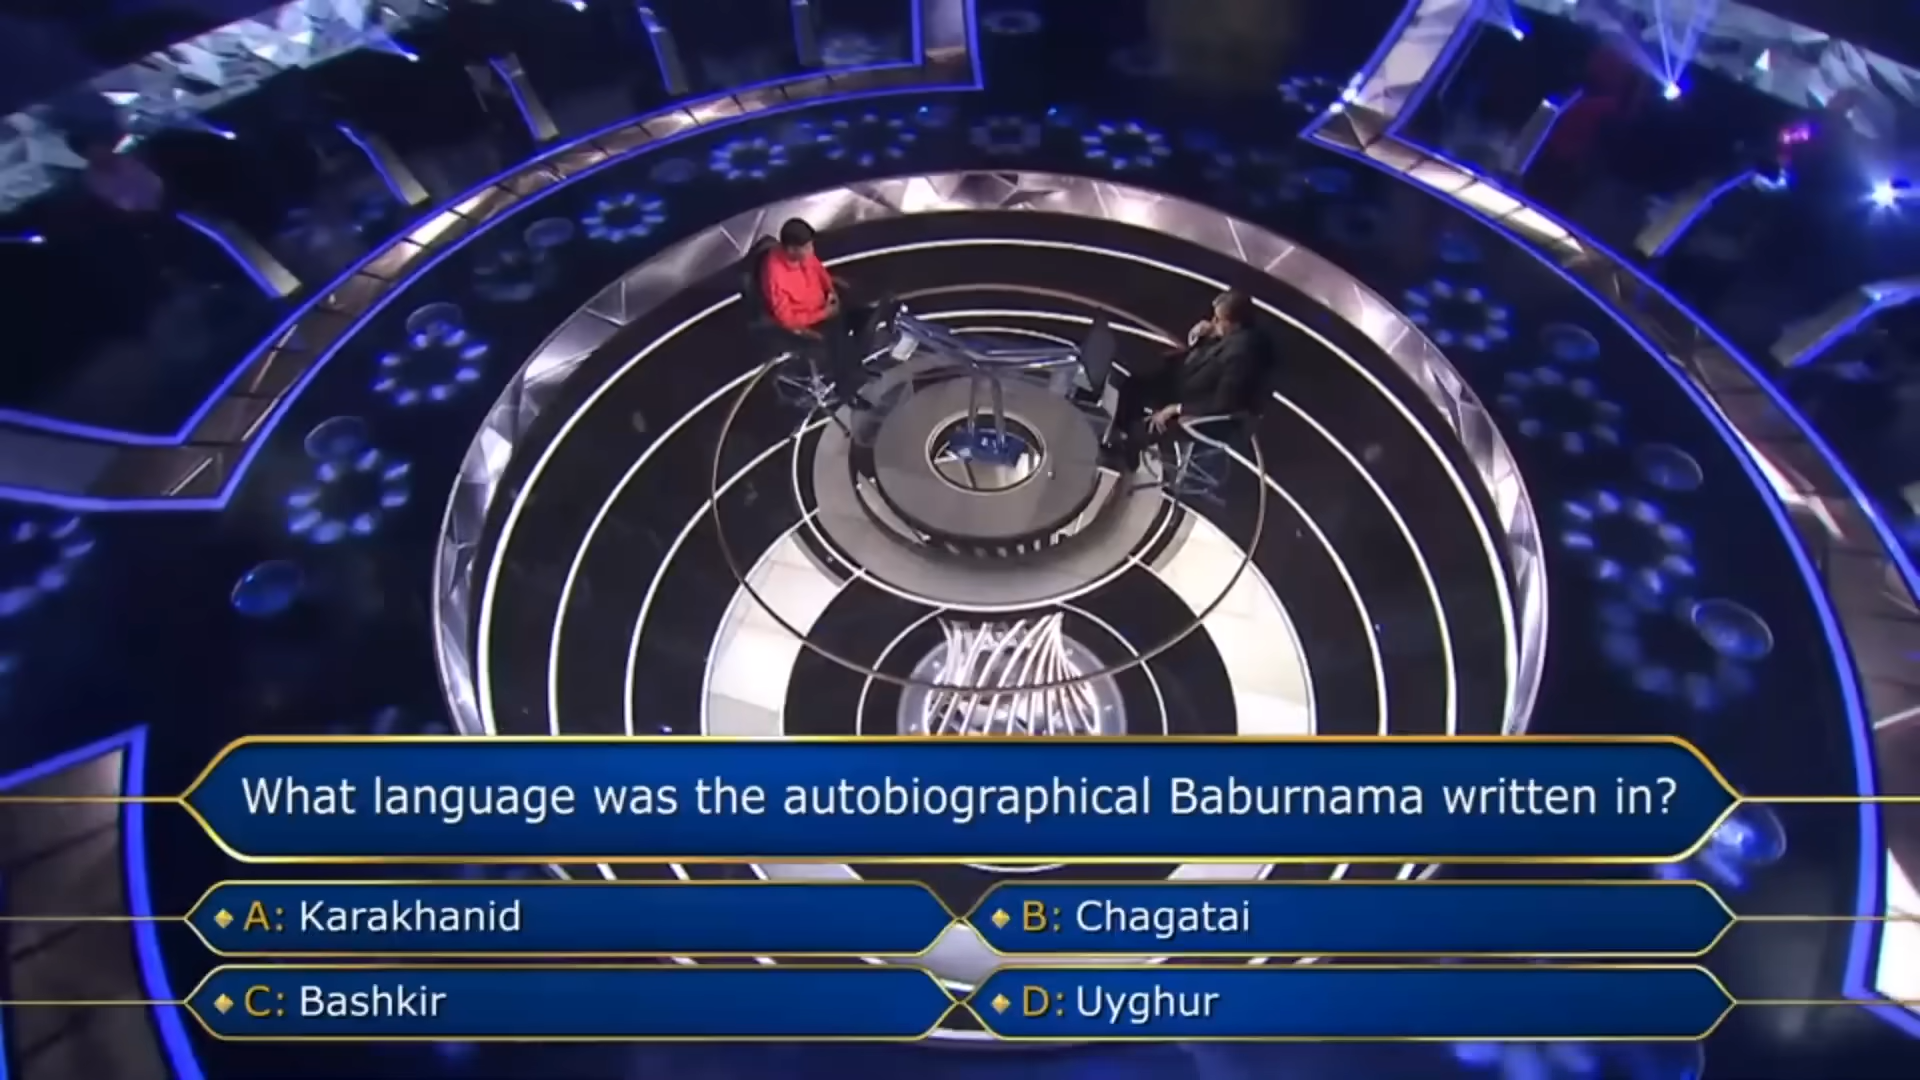 What language was the autobiographical Baburnama written in?
A: Karakhanid
B: Chagatai
C: Bashkir
D: Uyghur